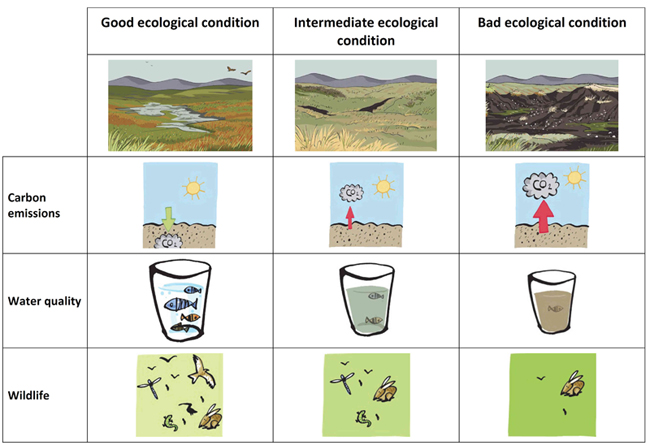 Good ecological condition
Intermediate ecological
condition
Bad ecological condition
Carbon
emissions
CO2
CO2
CO2
Water quality
Wildlife